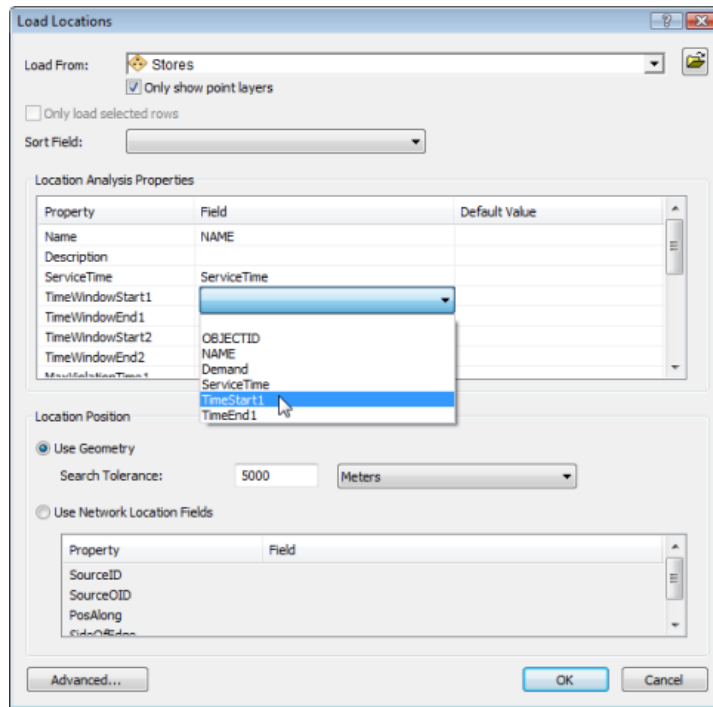 Load Locations
Load From: Stores
Only show point layers
Only load selected rows
Sort Field:
Location Analysis Properties
Property Field Default Value
Name NAME
Description
ServiceTime ServiceTime
TimeWindowStart1
TimeWindowEnd1
TimeWindowStart2
TimeWindowEnd2
MaxViolationTime1
OBJECTID
NAME
Demand
ServiceTime
TimeStart1
TimeEnd1
Location Position
Use Geometry
Search Tolerance: 5000 Meters
Use Network Location Fields
Property Field
SourceID
SourceOID
PosAlong
SideOfEdge
Advanced... OK Cancel